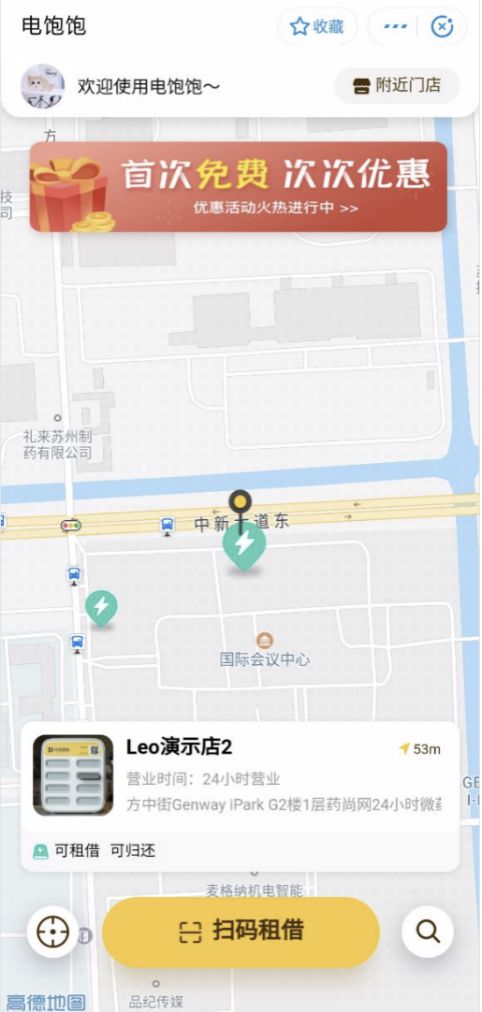 电饱饱
收藏
欢迎使用电饱饱～
附近门店
方
首次免费 次次优惠
优惠活动火热进行中 >>
技
司
礼来苏州制
药有限公司
中新大道东
国际会议中心
Leo演示店2
53m
营业时间：24小时营业
方中街Genway iPark G2楼1层药尚网24小时微药
GE
可租借 可归还
麦格纳机电智能
扫码租借
高德地图
品纪传媒